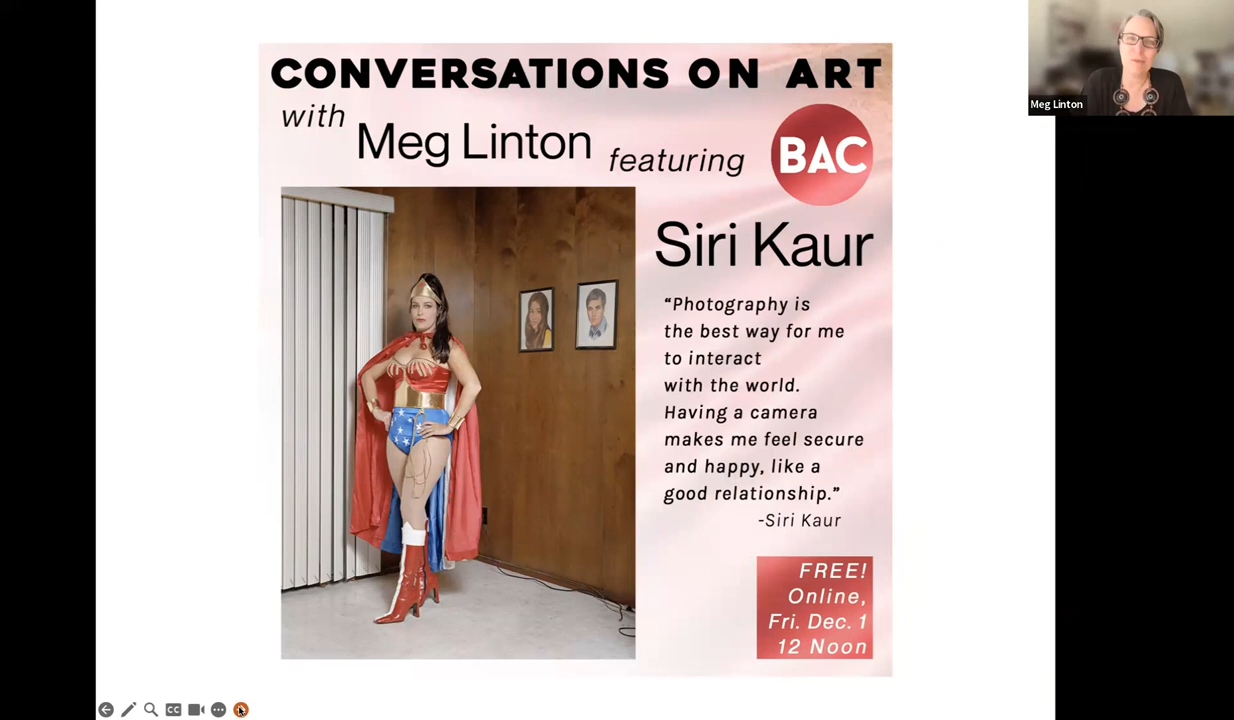 CONVERSATIONS ON ART
with Meg Linton featuring
BAC
Siri Kaur
“Photography is
the best way for me
to interact
with the world.
Having a camera
makes me feel secure
and happy, like a
good relationship.”
-Siri Kaur
FREE!
Online,
Fri. Dec. 1
12 Noon
Meg Linton
CC